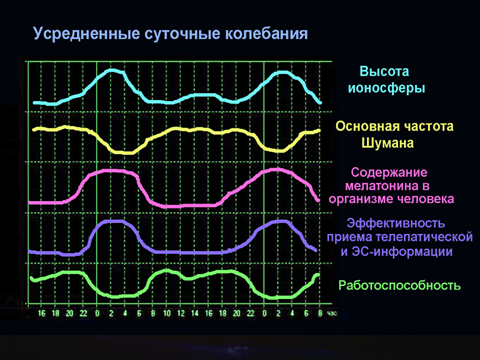 Усредненные суточные колебания
Высота
ионосферы
Основная частота
Шумана
Содержание
мелатонина в
организме человека
Эффективность
приема телепатической
и ЭС-информации
Работоспособность
16 18 20 22 0 2 4 6 8 10 12 14 16 18 20 22 0 2 4 6 8 час